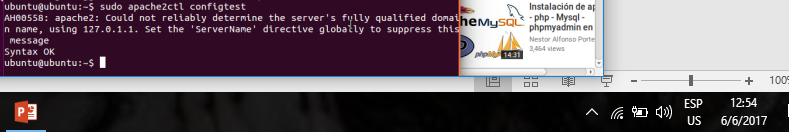 ubuntu@ubuntu:~$ sudo apache2ctl configtest
AH00558: apache2: Could not reliably determine the server's fully qualified domai
n name, using 127.0.1.1. Set the 'ServerName' directive globally to suppress this
 message
Syntax OK
ubuntu@ubuntu:~$
Instalación de ap
- php - Mysql -
phpmyadmin en
Nestor Alfonso Porte
3,464 views
14:31
heMySQL
php
100
ESP
US
12:54
6/6/2017